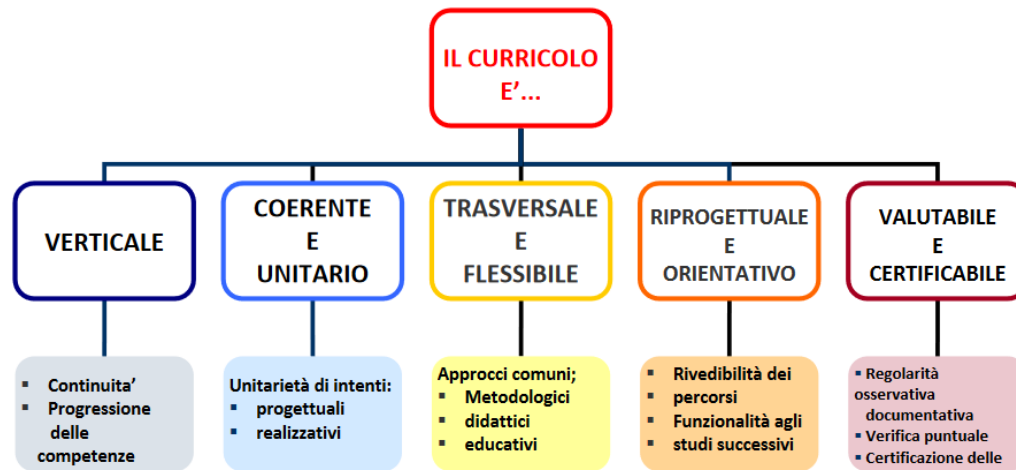 IL CURRICOLO
E'...
VERTICALE
COERENTE
E
UNITARIO
TRASVERSALE
E
FLESSIBILE
RIPROGETTUALE
E
ORIENTATIVO
VALUTABILE
E
CERTIFICABILE
▪ Continuita'
▪ Progressione
delle
competenze
Unitarietà di intenti:
▪ progettuali
▪ realizzativi
Approcci comuni;
▪ Metodologici
▪ didattici
▪ educativi
▪ Rivedibilità dei
▪ percorsi
▪ Funzionalità agli
▪ studi successivi
▪ Regolarità
osservativa
documentativa
▪ Verifica puntuale
▪ Certificazione delle